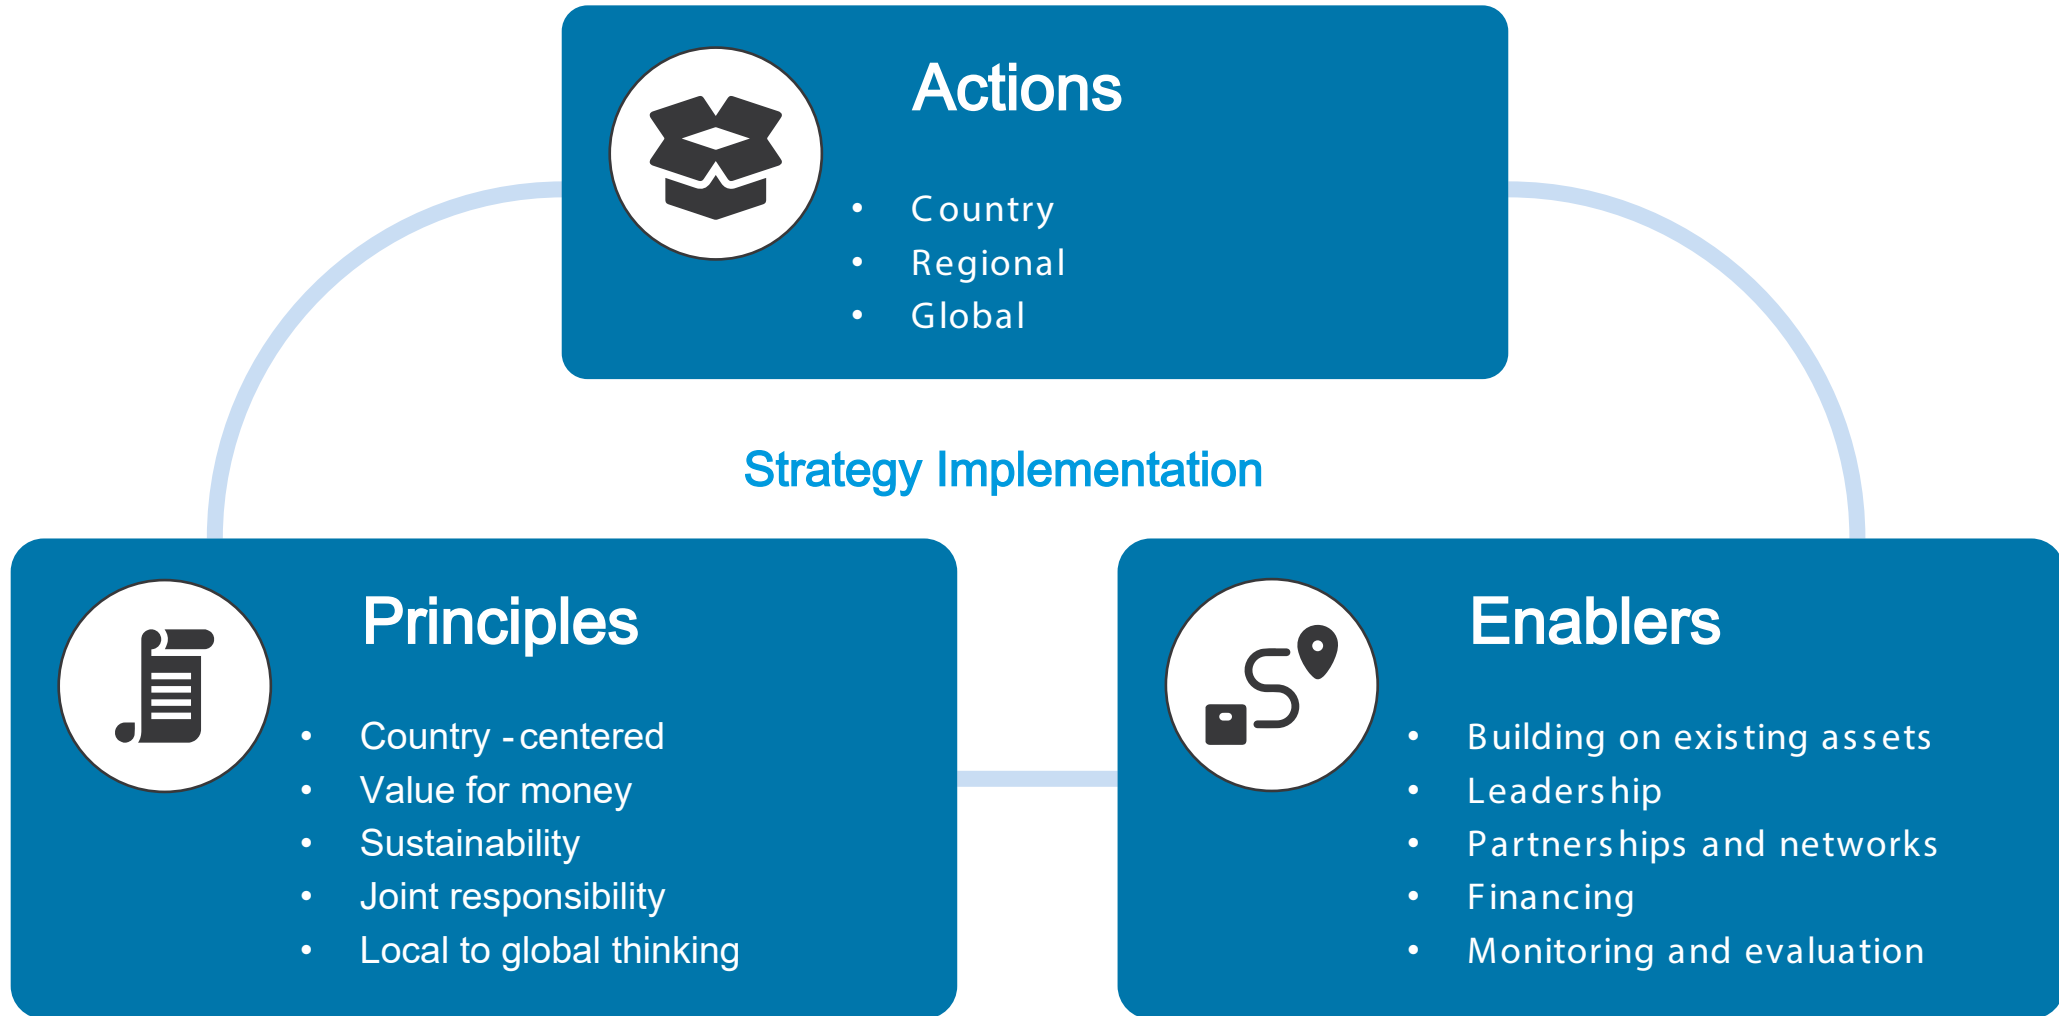 Actions
• Country
• Regional
• Global
Strategy Implementation
Principles
• Country -centered
• Value for money
• Sustainability
• Joint responsibility
• Local to global thinking
Enablers
• Building on existing assets
• Leadership
• Partnerships and networks
• Financing
• Monitoring and evaluation